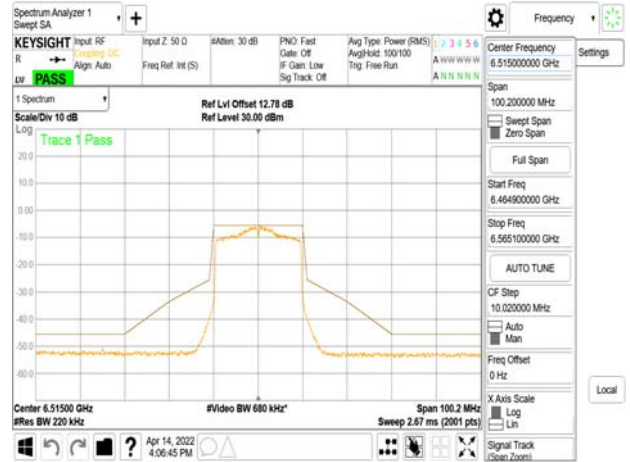 Spectrum Analyzer 1
Swept SA
+
Frequency
KEYSIGHT
R
LU PASS
Input: RF
Coupling: DC
Align: Auto
Input Z: 50 Ω
Freq Ref: Int (S)
#Atten: 30 dB
PNO: Fast
Gate: Off
IF Gain: Low
Sig Track: Off
Avg Type: Power (RMS)
Avg|Hold: 100/100
Trig: Free Run
1 2 3 4 5 6
A W W W W W
A N N N N N
Center Frequency
6.515000000 GHz
Settings
Span
100.200000 MHz
Swept Span
Zero Span
Full Span
Start Freq
6.464900000 GHz
Stop Freq
6.565100000 GHz
AUTO TUNE
CF Step
10.020000 MHz
Auto
Man
Freq Offset
0 Hz
X Axis Scale
Log
Lin
Signal Track
(Span Zoom)
Local
1 Spectrum
Scale/Div 10 dB
Ref Lvl Offset 12.78 dB
Ref Level 30.00 dBm
Log
Trace 1 Pass
20.0
10.0
0.00
-10.0
-20.0
-30.0
-40.0
-50.0
-60.0
Center 6.51500 GHz
#Res BW 220 kHz
#Video BW 680 kHz*
Span 100.2 MHz
Sweep 2.67 ms (2001 pts)
?
Apr 14, 2022
4:06:45 PM